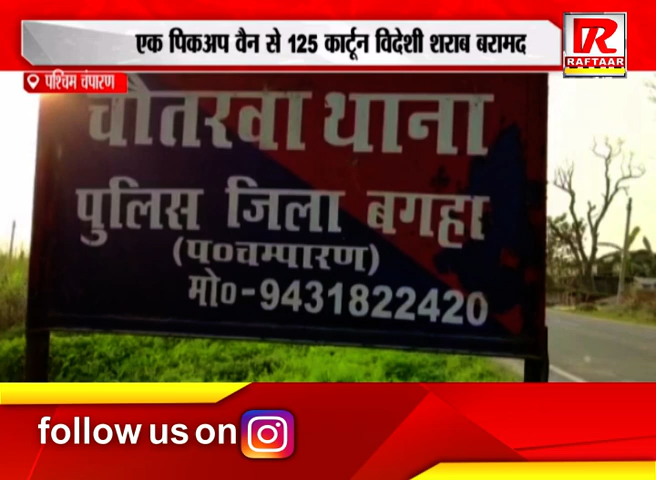 एक पिकअप वैन से 125 कार्टून विदेशी शराब बरामद
R
RAFTAAR
पश्चिम चंपारण
चौतरवा थाना
पुलिस जिला बगहा
(प०चम्पारण)
मो०-9431822420
follow us on